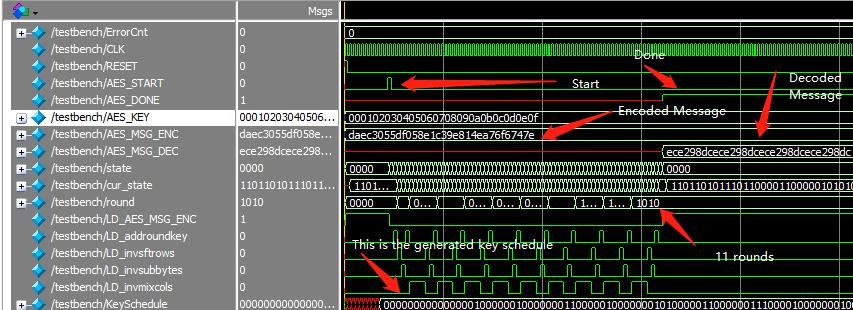 Msgs
/testbench/ErrorCnt 0 0
/testbench/CLK 0
/testbench/RESET 0
/testbench/AES_START 0
/testbench/AES_DONE 1
/testbench/AES_KEY 00010203040506... 000102030405060708090a0b0c0d0e0f
/testbench/AES_MSG_ENC daec3055df058e... daec3055df058e1c39e814ea76f6747e
/testbench/AES_MSG_DEC ece298dcece298... ece298dcece298dcece298dcece298dc
/testbench/state 0000 0000 0000
/testbench/cur_state 11011010111011... 1101... 1101101011101100001100000101010
/testbench/round 1010 0000 0... 0... 0... 0... 1... 1... 1010
/testbench/LD_AES_MSG_ENC 1
/testbench/LD_addroundkey 0
/testbench/LD_invsftrows 0
/testbench/LD_invsubbytes 0
/testbench/LD_invmixcols 0
/testbench/KeySchedule 00000000000000...
Done
Start
Decoded
Message
Encoded Message
This is the generated key schedule
11 rounds